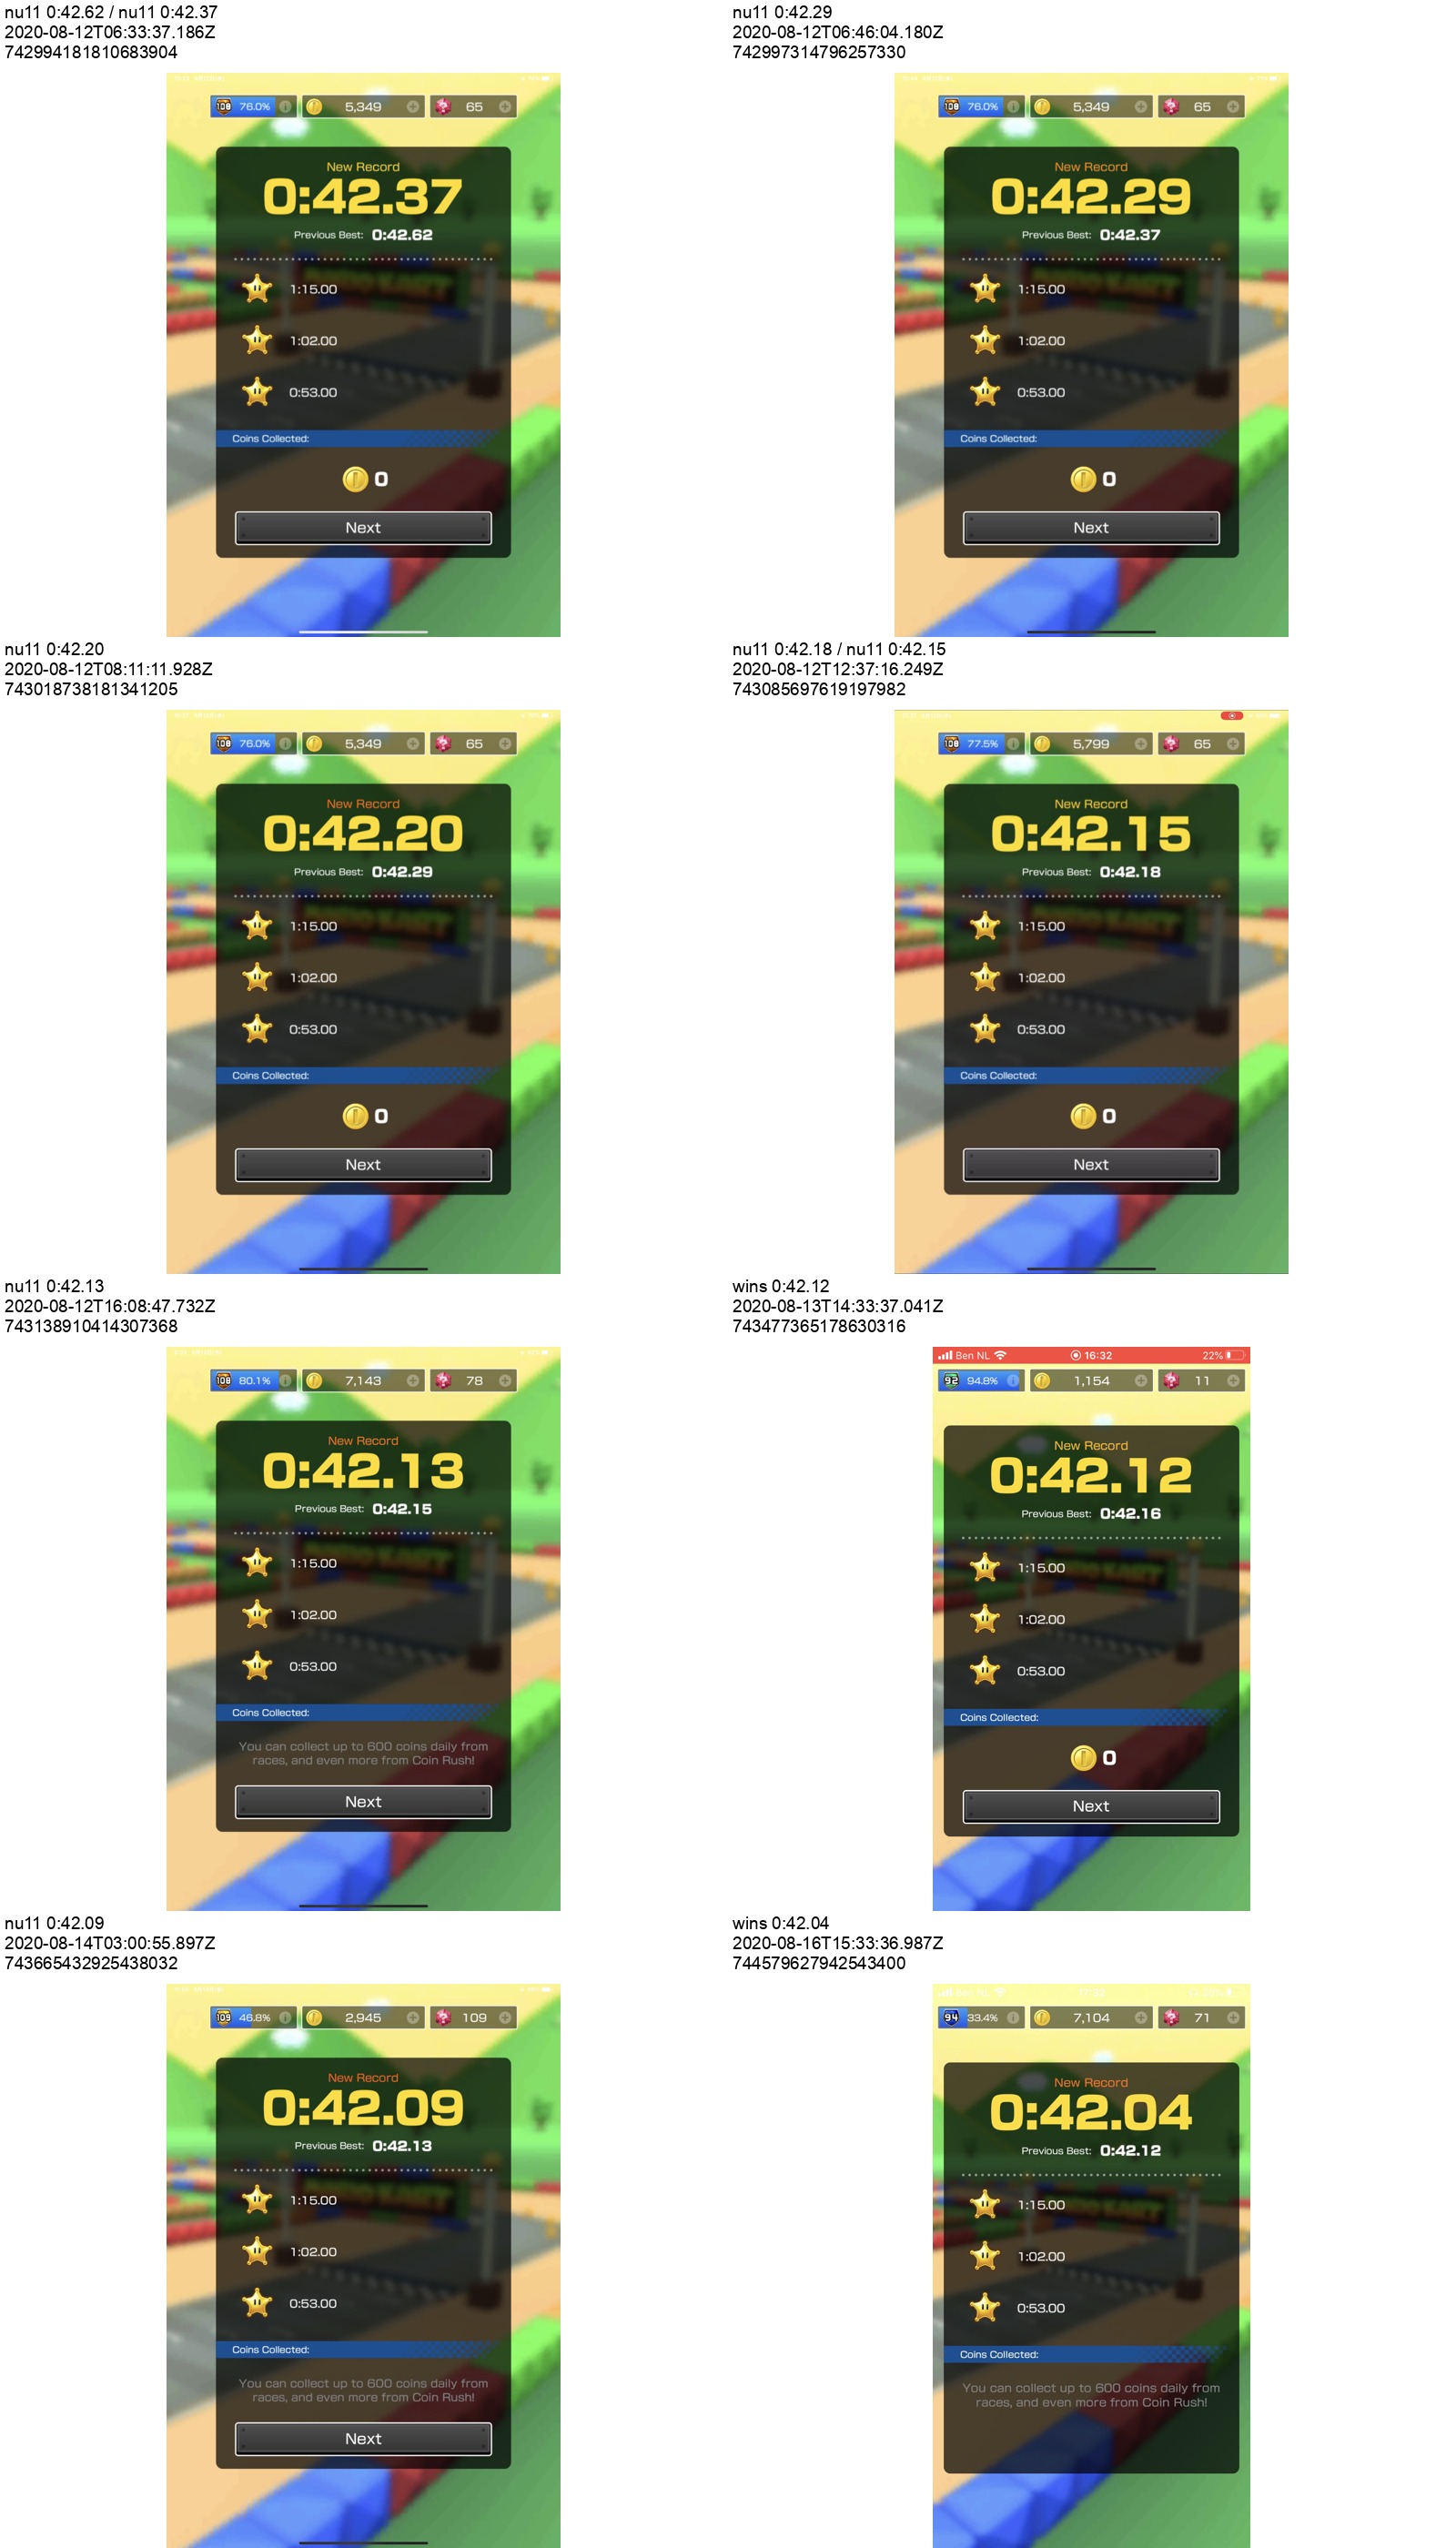 nu11 0:42.62 / nu11 0:42.37
2020-08-12T06:33:37.186Z
742994181810683904
108 76.0% 5,349 65
New Record
0:42.37
Previous Best: 0:42.62
1:15.00
1:02.00
0:53.00
Coins Collected:
0
Next
nu11 0:42.29
2020-08-12T06:46:04.180Z
742997314796257330
108 76.0% 5,349 65
New Record
0:42.29
Previous Best: 0:42.37
1:15.00
1:02.00
0:53.00
Coins Collected:
0
Next
nu11 0:42.20
2020-08-12T08:11:11.928Z
743018738181341205
108 76.0% 5,349 65
New Record
0:42.20
Previous Best: 0:42.29
1:15.00
1:02.00
0:53.00
Coins Collected:
0
Next
nu11 0:42.18 / nu11 0:42.15
2020-08-12T12:37:16.249Z
743085697619197982
108 77.5% 5,799 65
New Record
0:42.15
Previous Best: 0:42.18
1:15.00
1:02.00
0:53.00
Coins Collected:
0
Next
nu11 0:42.13
2020-08-12T16:08:47.732Z
743138910414307368
108 80.1% 7,143 78
New Record
0:42.13
Previous Best: 0:42.15
1:15.00
1:02.00
0:53.00
Coins Collected:
You can collect up to 600 coins daily from
races, and even more from Coin Rush!
Next
wins 0:42.12
2020-08-13T14:33:37.041Z
743477365178630316
Ben NL 16:32 22%
92 94.8% 1,154 11
New Record
0:42.12
Previous Best: 0:42.16
1:15.00
1:02.00
0:53.00
Coins Collected:
0
Next
nu11 0:42.09
2020-08-14T03:00:55.897Z
743665432925438032
109 46.8% 2,945 109
New Record
0:42.09
Previous Best: 0:42.13
1:15.00
1:02.00
0:53.00
Coins Collected:
You can collect up to 600 coins daily from
races, and even more from Coin Rush!
Next
wins 0:42.04
2020-08-16T15:33:36.987Z
744579627942543400
94 33.4% 7,104 71
New Record
0:42.04
Previous Best: 0:42.12
1:15.00
1:02.00
0:53.00
Coins Collected:
You can collect up to 600 coins daily from
races, and even more from Coin Rush!